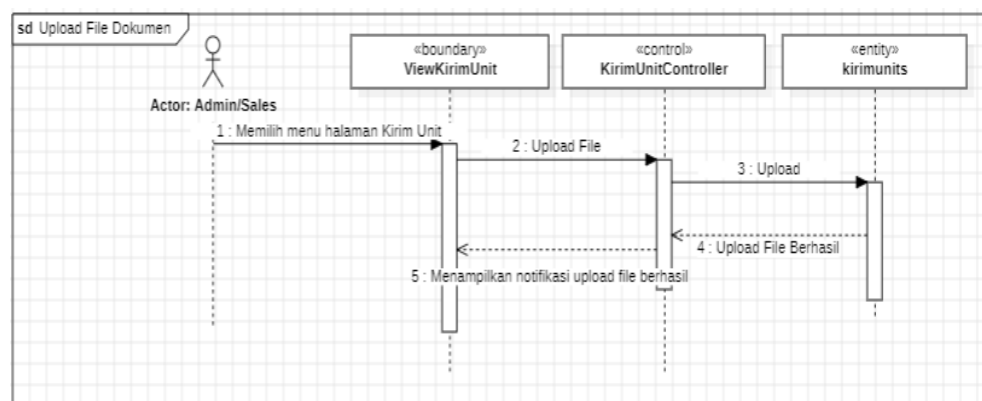 sd Upload File Dokumen
«boundary»
ViewKirimUnit
«control»
KirimUnitController
«entity»
kirimunits
Actor: Admin/Sales
1 : Memilih menu halaman Kirim Unit
2 : Upload File
3 : Upload
4 : Upload File Berhasil
5 : Menampilkan notifikasi upload file berhasil